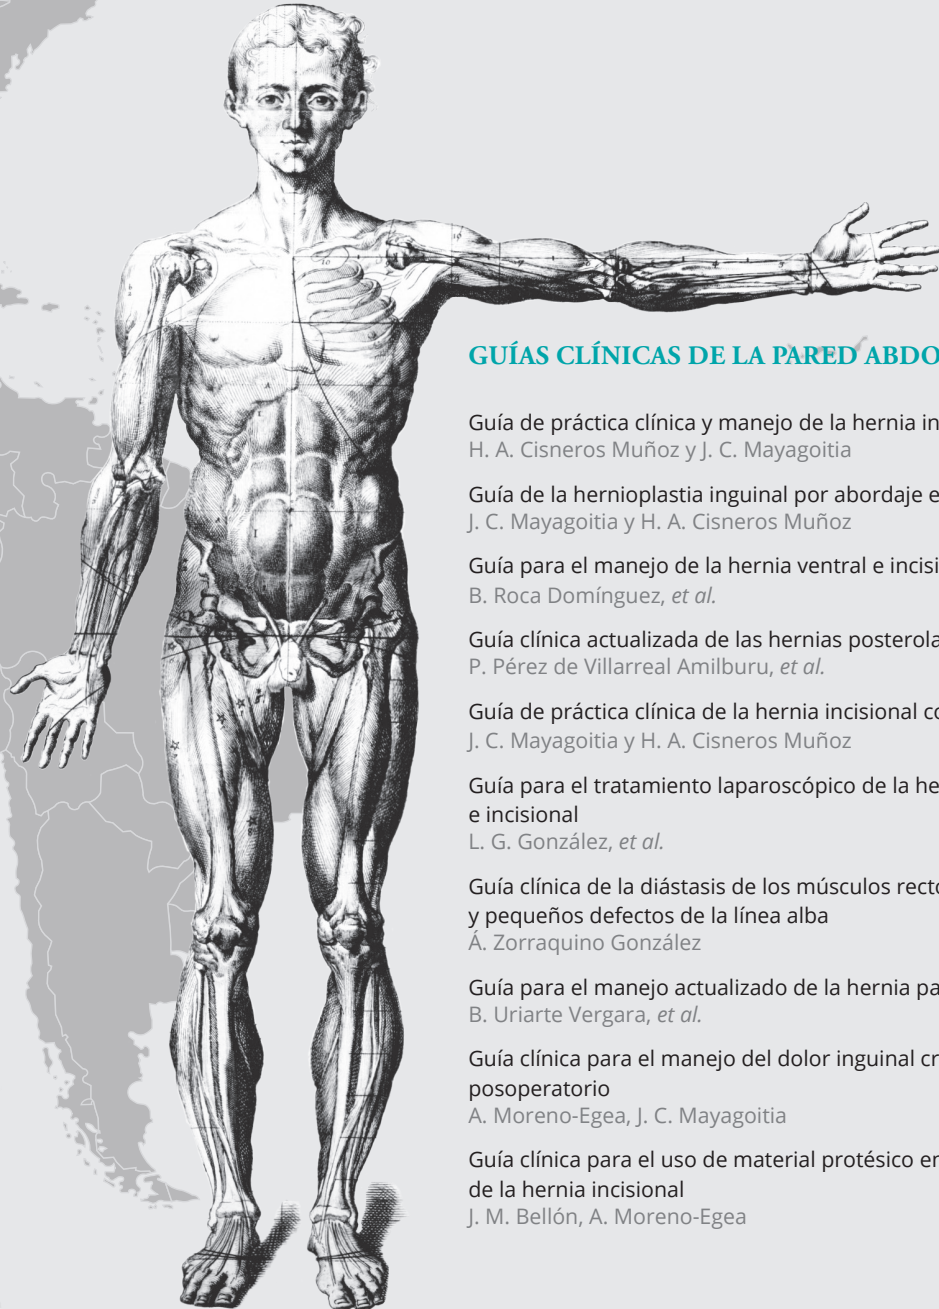 GUÍAS CLÍNICAS DE LA PARED ABDO
Guía de práctica clínica y manejo de la hernia in
H. A. Cisneros Muñoz y J. C. Mayagoitia
Guía de la hernioplastia inguinal por abordaje e
J. C. Mayagoitia y H. A. Cisneros Muñoz
Guía para el manejo de la hernia ventral e incisi
B. Roca Domínguez, et al.
Guía clínica actualizada de las hernias posterola
P. Pérez de Villarreal Amilburu, et al.
Guía de práctica clínica de la hernia incisional co
J. C. Mayagoitia y H. A. Cisneros Muñoz
Guía para el tratamiento laparoscópico de la he
e incisional
L. G. González, et al.
Guía clínica de la diástasis de los músculos recto
y pequeños defectos de la línea alba
Á. Zorraquino González
Guía para el manejo actualizado de la hernia pa
B. Uriarte Vergara, et al.
Guía clínica para el manejo del dolor inguinal cr
posoperatorio
A. Moreno-Egea, J. C. Mayagoitia
Guía clínica para el uso de material protésico en
de la hernia incisional
J. M. Bellón, A. Moreno-Egea